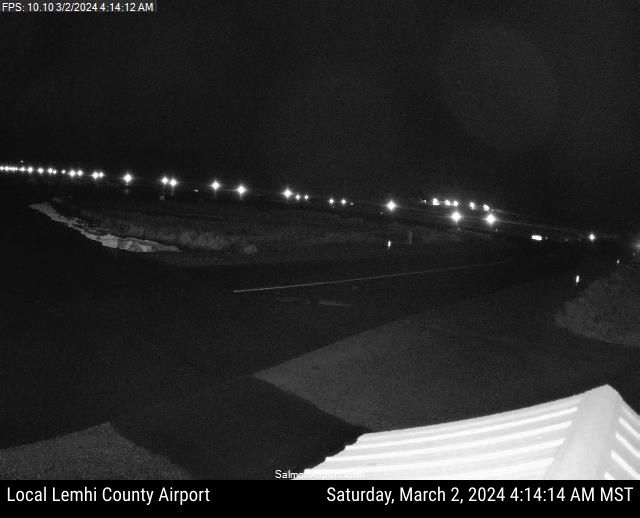 FPS: 10.10 3/2/2024 4:14:12 AM
Local Lemhi County Airport
Saturday, March 2, 2024 4:14:14 AM MST